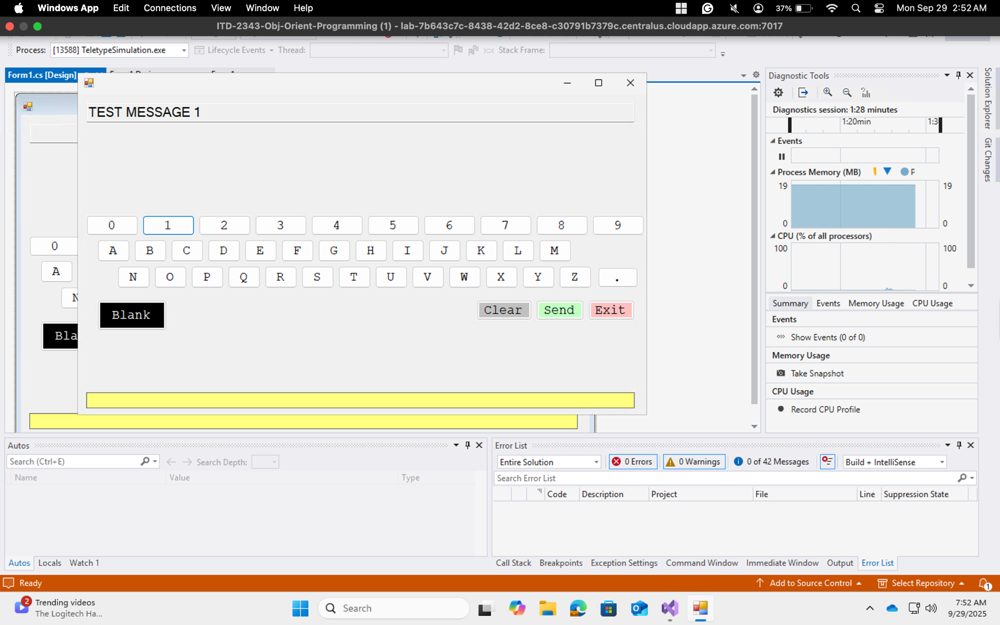 Windows App Edit Connections View Window Help 37% Mon Sep 29 2:52 AM
ITD-2343-Obj-Orient-Programming (1) - lab-7b643c7c-8438-42d2-8ce8-c30791b7379c.centralus.cloudapp.azure.com:7017
Process: [13588] TeletypeSimulation.exe Lifecycle Events Thread: Stack Frame:
Form1.cs [Design]
TEST MESSAGE 1
0 1 2 3 4 5 6 7 8 9
A B C D E F G H I J K L M
N O P Q R S T U V W X Y Z .
Blank Clear Send Exit
0
A
N
Bla
Diagnostic Tools
Diagnostics session: 1:28 minutes
1:20min 1:3
Events
Process Memory (MB) P
19 19
0 0
CPU (% of all processors)
100 100
0 0
Summary Events Memory Usage CPU Usage
Events
Show Events (0 of 0)
Memory Usage
Take Snapshot
CPU Usage
Record CPU Profile
Solution Explorer
Git Changes
Autos
Search (Ctrl+E) Search Depth:
Name Value Type
Autos Locals Watch 1
Error List
Entire Solution 0 Errors 0 Warnings 0 of 42 Messages Build + IntelliSense
Search Error List
Code Description Project File Line Suppression State
Call Stack Breakpoints Exception Settings Command Window Immediate Window Output Error List
Ready Add to Source Control Select Repository 1
2 Trending videos
The Logitech Ha...
Search
7:52 AM
9/29/2025